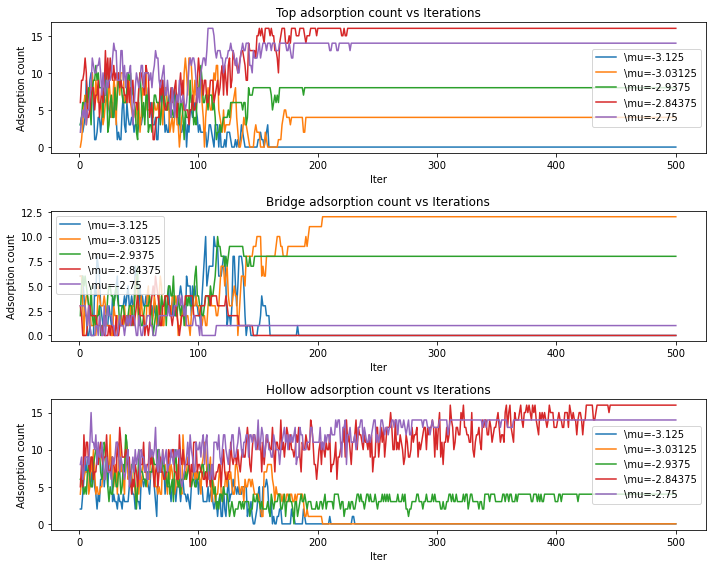 Top adsorption count vs Iterations
Adsorption count
15
10
5
0
\mu=-3.125
\mu=-3.03125
\mu=-2.9375
\mu=-2.84375
\mu=-2.75
0 100 200 300 400 500
Iter
Bridge adsorption count vs Iterations
Adsorption count
12.5
10.0
7.5
5.0
2.5
0.0
\mu=-3.125
\mu=-3.03125
\mu=-2.9375
\mu=-2.84375
\mu=-2.75
0 100 200 300 400 500
Iter
Hollow adsorption count vs Iterations
Adsorption count
15
10
5
0
\mu=-3.125
\mu=-3.03125
\mu=-2.9375
\mu=-2.84375
\mu=-2.75
0 100 200 300 400 500
Iter